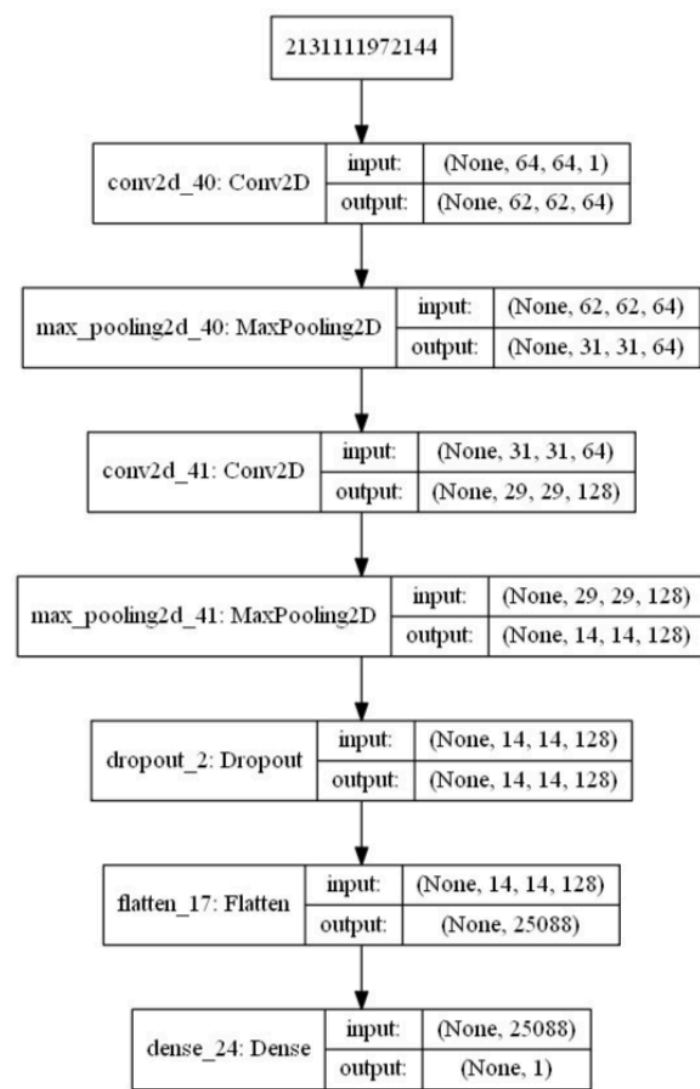 2131111972144
conv2d_40: Conv2D
input:
(None, 64, 64, 1)
output:
(None, 62, 62, 64)
max_pooling2d_40: MaxPooling2D
input:
(None, 62, 62, 64)
output:
(None, 31, 31, 64)
conv2d_41: Conv2D
input:
(None, 31, 31, 64)
output:
(None, 29, 29, 128)
max_pooling2d_41: MaxPooling2D
input:
(None, 29, 29, 128)
output:
(None, 14, 14, 128)
dropout_2: Dropout
input:
(None, 14, 14, 128)
output:
(None, 14, 14, 128)
flatten_17: Flatten
input:
(None, 14, 14, 128)
output:
(None, 25088)
dense_24: Dense
input:
(None, 25088)
output:
(None, 1)